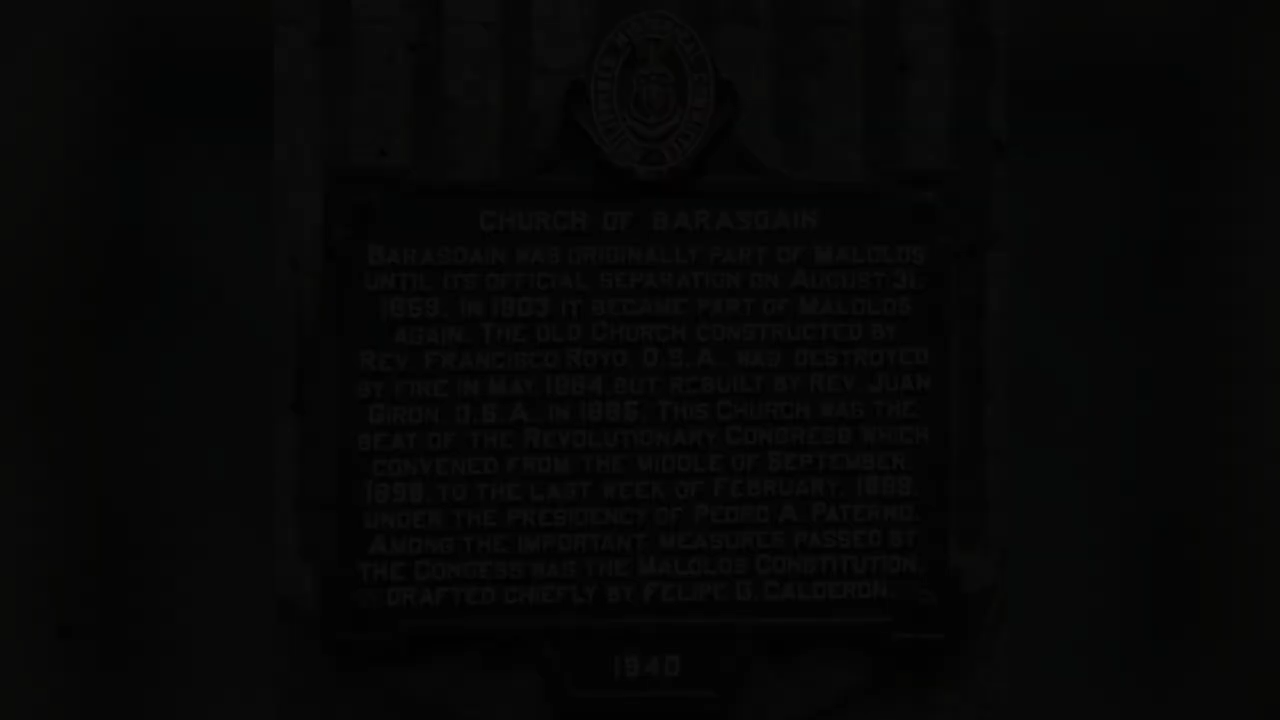 CHURCH OF BARASOAIN
BARASOAIN WAS ORIGINALLY PART OF MALOLOS
UNTIL ITS OFFICIAL SEPARATION ON AUGUST 31,
1859. IN 1903 IT BECAME PART OF MALOLOS
AGAIN. THE OLD CHURCH CONSTRUCTED BY
REV. FRANCISCO ROYO, O.S.A., WAS DESTROYED
BY FIRE IN MAY 1884 BUT REBUILT BY REV. JUAN
GIRON, O.S.A., IN 1885. THIS CHURCH WAS THE
SEAT OF THE REVOLUTIONARY CONGRESS WHICH
CONVENED FROM THE MIDDLE OF SEPTEMBER,
1898, TO THE LAST WEEK OF FEBRUARY, 1899,
UNDER THE PRESIDENCY OF PEDRO A. PATERNO.
AMONG THE IMPORTANT MEASURES PASSED BY
THE CONGESS WAS THE MALOLOS CONSTITUTION,
DRAFTED CHIEFLY BY FELIPE G. CALDERON.
1940